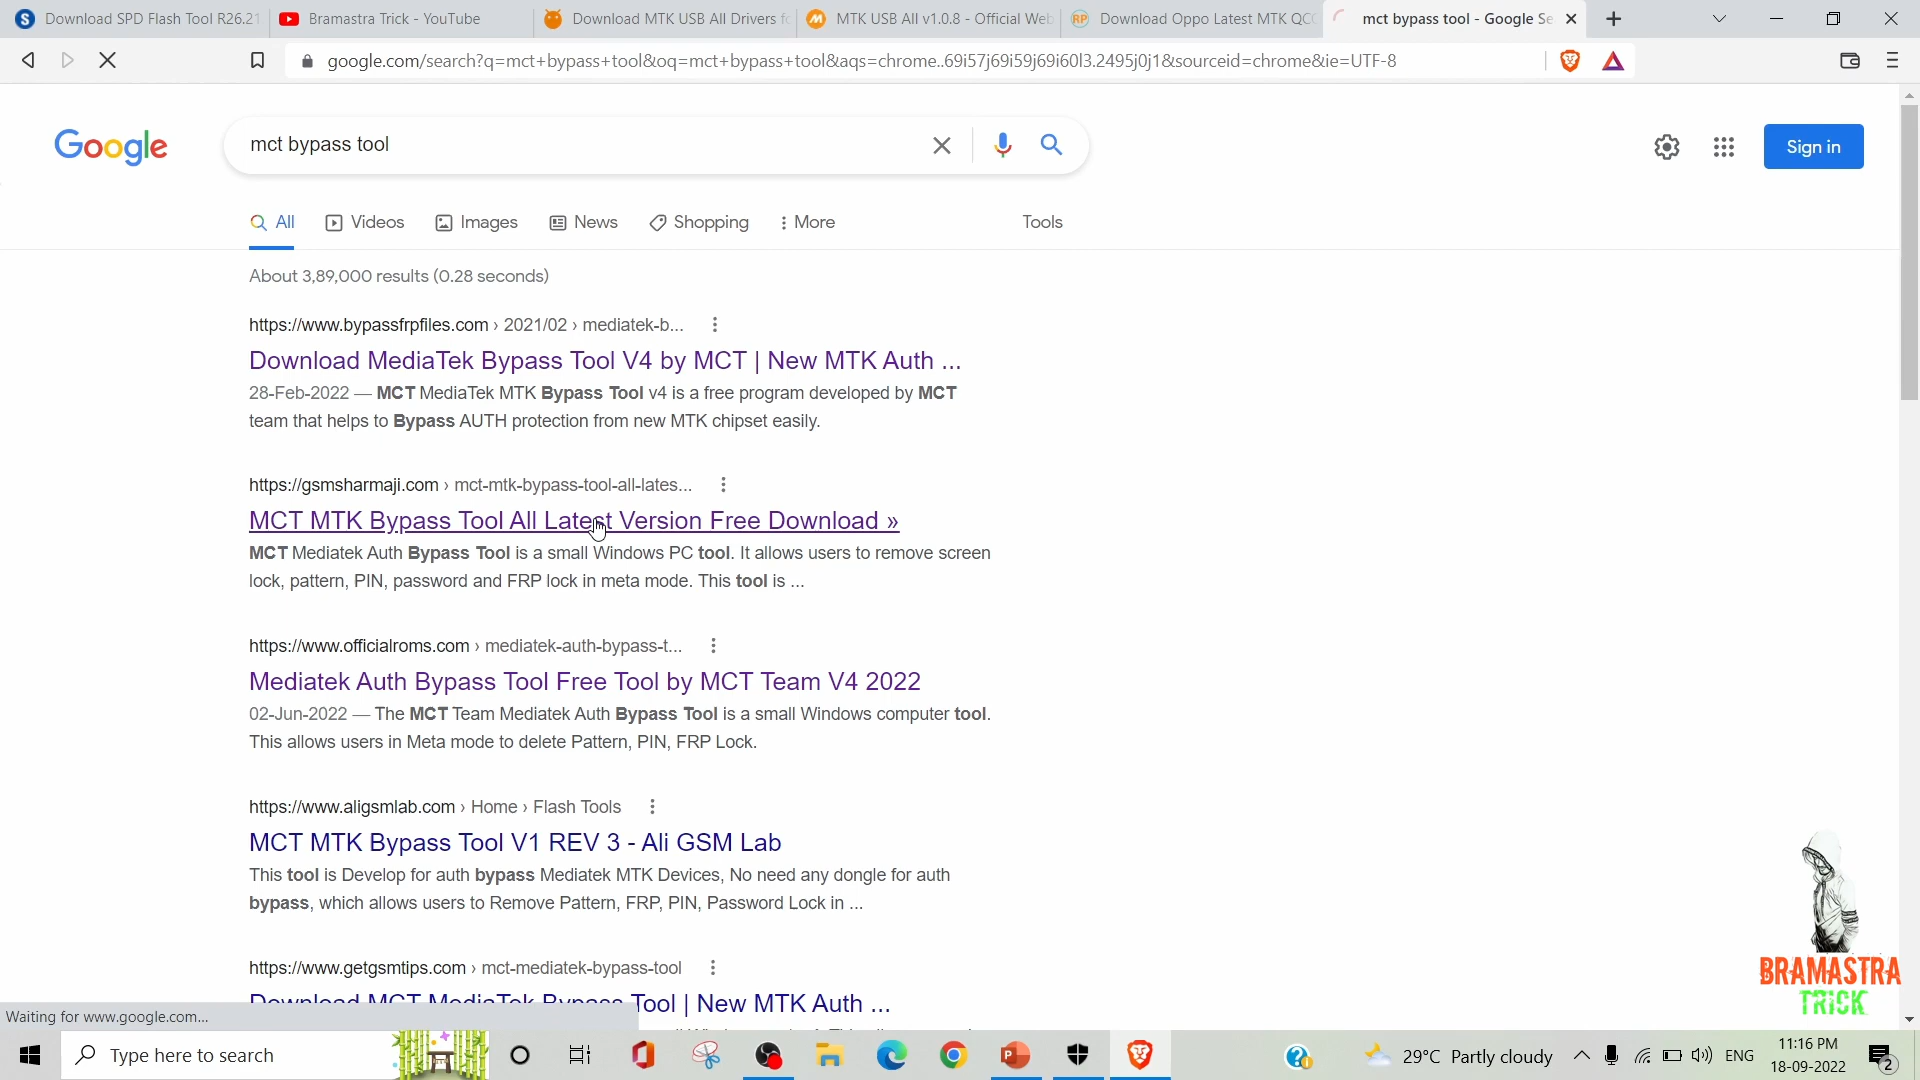 Download SPD Flash Tool R26.21
Bramastra Trick - YouTube
Download MTK USB All Drivers fo
MTK USB All v1.0.8 - Official Web
Download Oppo Latest MTK QCO
mct bypass tool - Google Se
google.com/search?q=mct+bypass+tool&oq=mct+bypass+tool&aqs=chrome..69i57j69i59j69i60l3.2495j0j1&sourceid=chrome&ie=UTF-8
Google
mct bypass tool
Sign in
All
Videos
Images
News
Shopping
More
Tools
About 3,89,000 results (0.28 seconds)
https://www.bypassfrpfiles.com › 2021/02 › mediatek-b...
Download MediaTek Bypass Tool V4 by MCT | New MTK Auth ...
28-Feb-2022 — MCT MediaTek MTK Bypass Tool v4 is a free program developed by MCT
team that helps to Bypass AUTH protection from new MTK chipset easily.
https://gsmsharmaji.com › mct-mtk-bypass-tool-all-lates...
MCT MTK Bypass Tool All Latest Version Free Download »
MCT Mediatek Auth Bypass Tool is a small Windows PC tool. It allows users to remove screen
lock, pattern, PIN, password and FRP lock in meta mode. This tool is ...
https://www.officialroms.com › mediatek-auth-bypass-t...
Mediatek Auth Bypass Tool Free Tool by MCT Team V4 2022
02-Jun-2022 — The MCT Team Mediatek Auth Bypass Tool is a small Windows computer tool.
This allows users in Meta mode to delete Pattern, PIN, FRP Lock.
https://www.aligsmlab.com › Home › Flash Tools
MCT MTK Bypass Tool V1 REV 3 - Ali GSM Lab
This tool is Develop for auth bypass Mediatek MTK Devices, No need any dongle for auth
bypass, which allows users to Remove Pattern, FRP, PIN, Password Lock in ...
https://www.getgsmtips.com › mct-mediatek-bypass-tool
Download MCT MediaTek Bypass Tool | New MTK Auth ...
BRAMASTRA
TRICK
Waiting for www.google.com...
Type here to search
29°C Partly cloudy
ENG
11:16 PM
18-09-2022
2